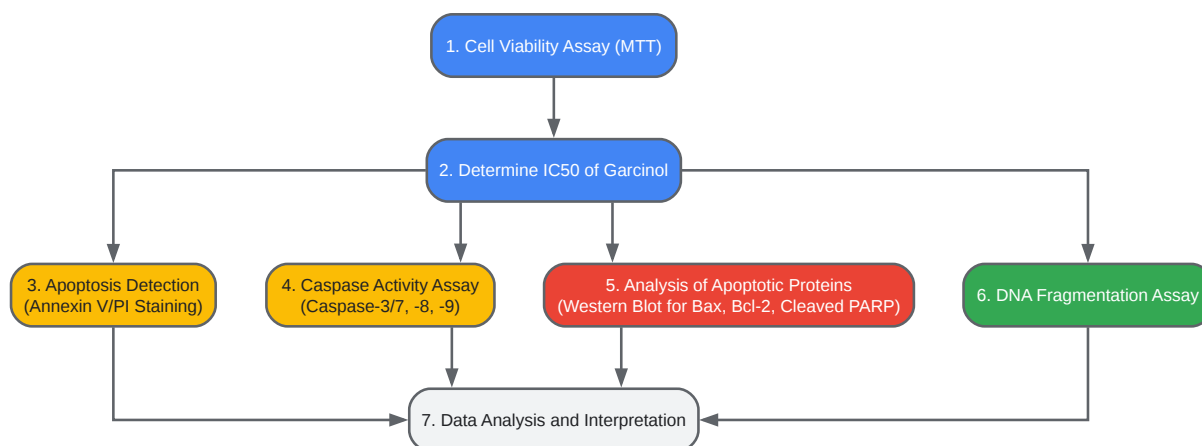 1. Cell Viability Assay (MTT)
2. Determine IC50 of Garcinol
3. Apoptosis Detection
(Annexin V/PI Staining)
4. Caspase Activity Assay
(Caspase-3/7, -8, -9)
5. Analysis of Apoptotic Proteins
(Western Blot for Bax, Bcl-2, Cleaved PARP)
6. DNA Fragmentation Assay
7. Data Analysis and Interpretation